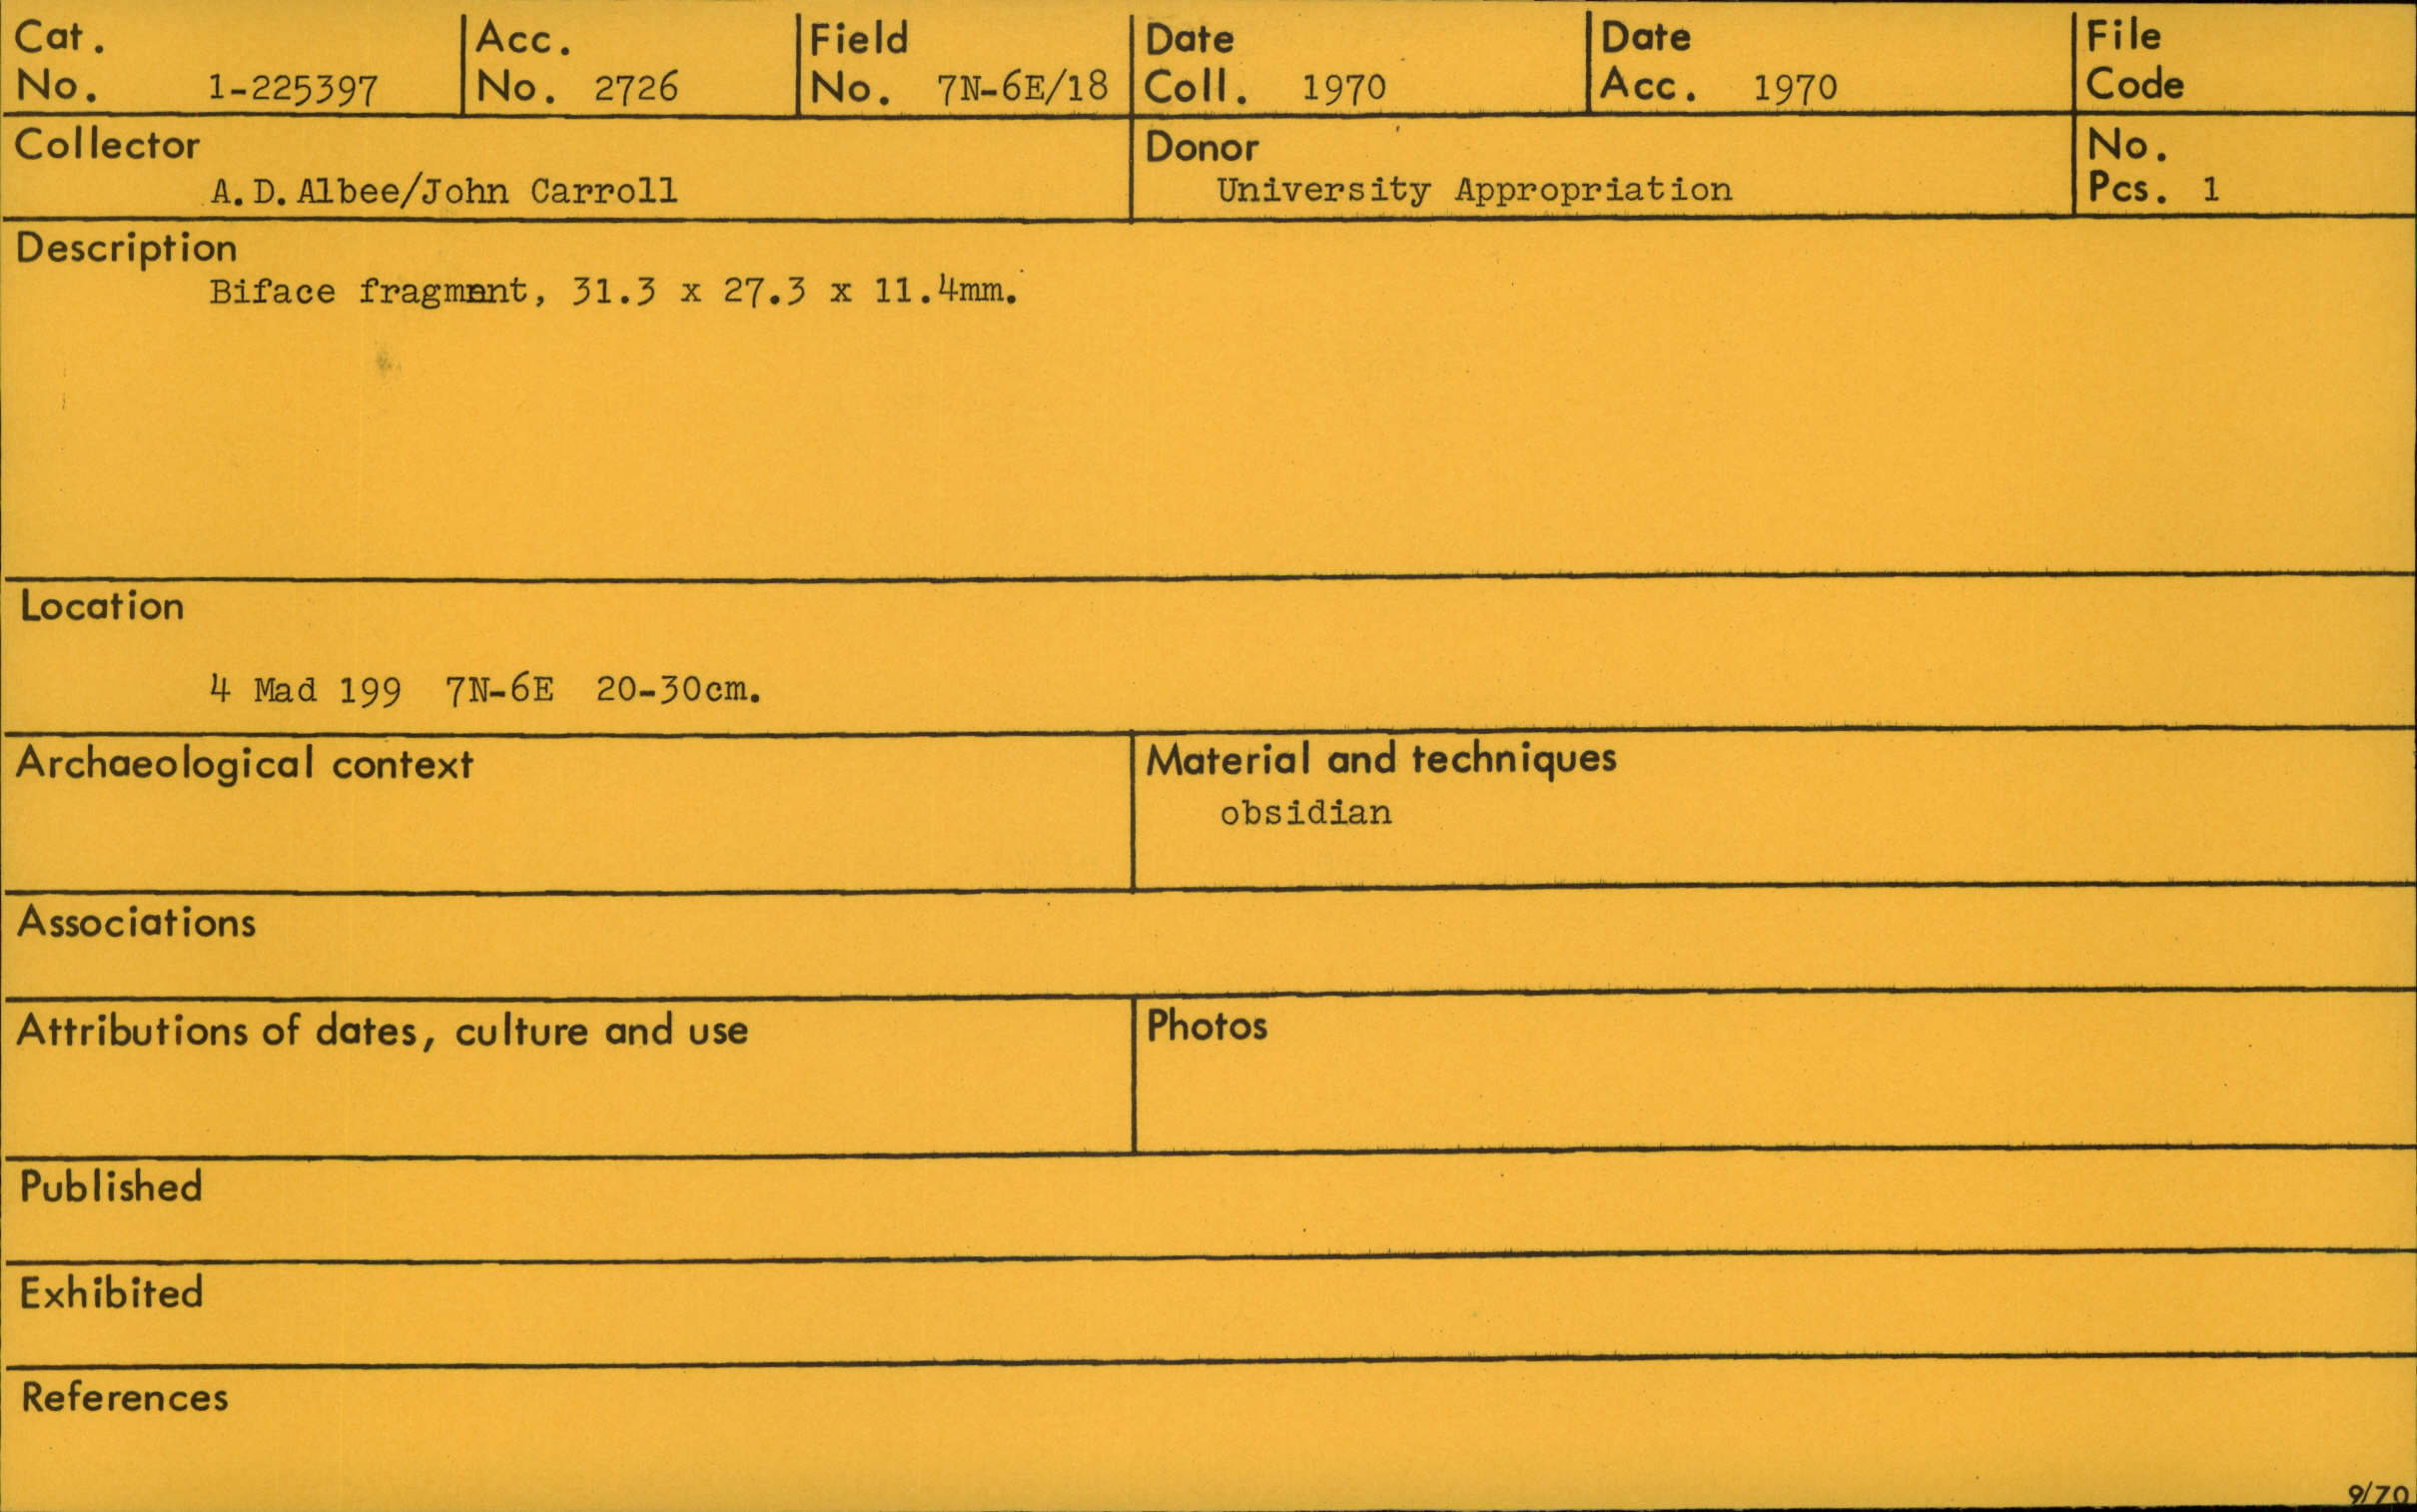 Cat. No. 1-225397
Acc. No. 2726
Field No. 7N-6E/18
Date Coll. 1970
Date Acc. 1970
File Code
Collector
A.D. Albee/John Carroll
Donor
University Appropriation
No. Pcs. 1
Description
Biface fragment, 31.3 x 27.3 x 11.4mm.
Location
4 Mad 199 7N-6E 20-30cm.
Archaeological context
Material and techniques
obsidian
Associations
Attributions of dates, culture and use
Photos
Published
Exhibited
References
9/70